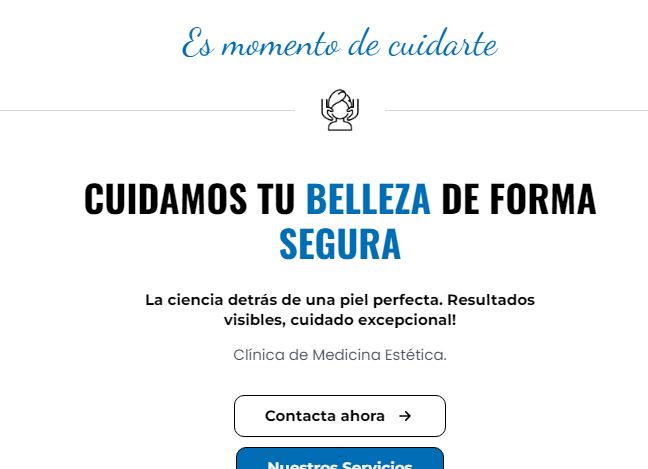 Es momento de cuidarte
CUIDAMOS TU BELLEZA DE FORMA
SEGURA
La ciencia detrás de una piel perfecta. Resultados
visibles, cuidado excepcional!
Clínica de Medicina Estética.
Contacta ahora →
Nuestros Servicios